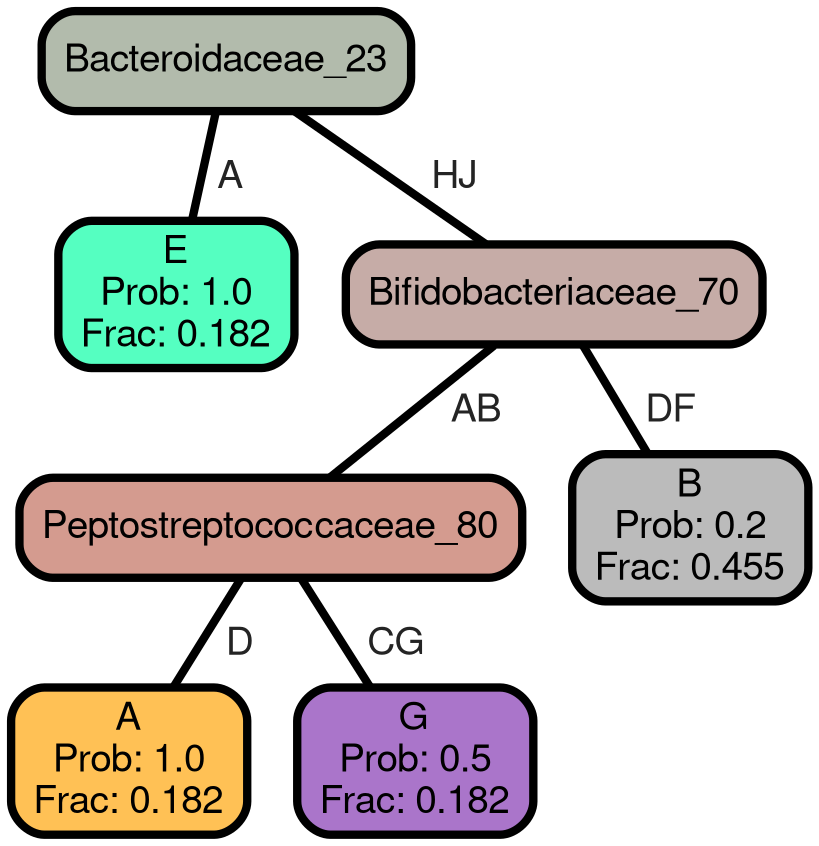 Bacteroidaceae_23
A
HJ
E
Prob: 1.0
Frac: 0.182
Bifidobacteriaceae_70
AB
DF
Peptostreptococcaceae_80
B
Prob: 0.2
Frac: 0.455
D
CG
A
Prob: 1.0
Frac: 0.182
G
Prob: 0.5
Frac: 0.182